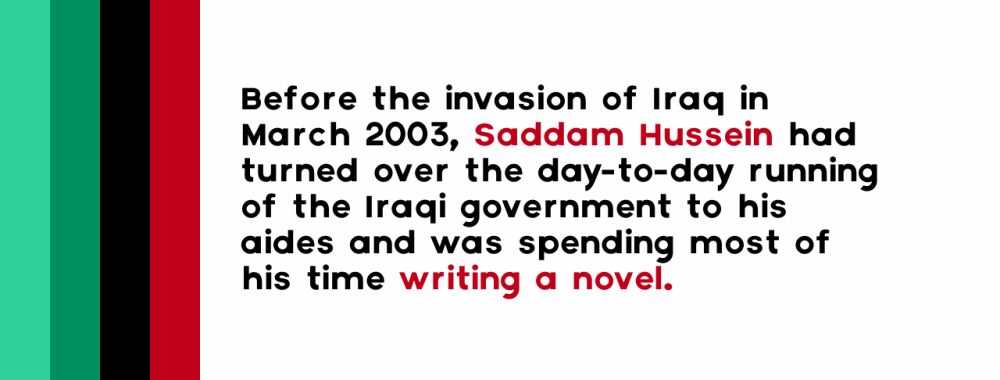 Before the invasion of Iraq in
March 2003, Saddam Hussein had
turned over the day-to-day running
of the Iraqi government to his
aides and was spending most of
his time writing a novel.